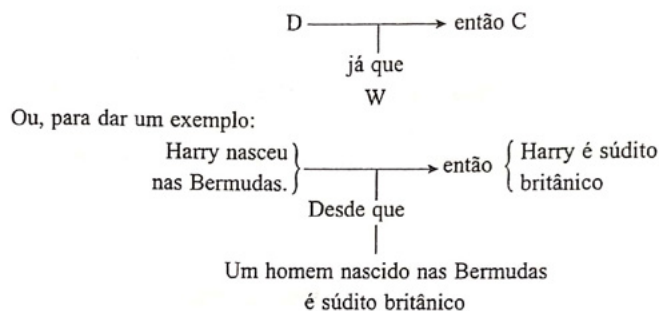 D então C
já que
W
Ou, para dar um exemplo:
Harry nasceu nas Bermudas. então Harry é súdito britânico
Desde que
Um homem nascido nas Bermudas
é súdito britânico